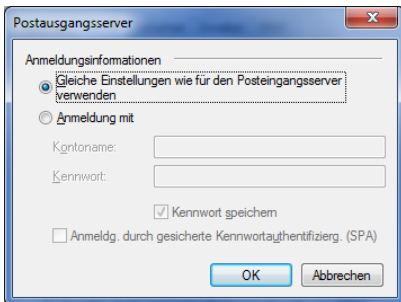 Postausgangsserver
Anmeldungsinformationen
Gleiche Einstellungen wie für den Posteingangsserver
verwenden
Anmeldung mit
Kontoname:
Kennwort:
Kennwort speichern
Anmeldg. durch gesicherte Kennwortauthentifizierg. (SPA)
OK Abbrechen